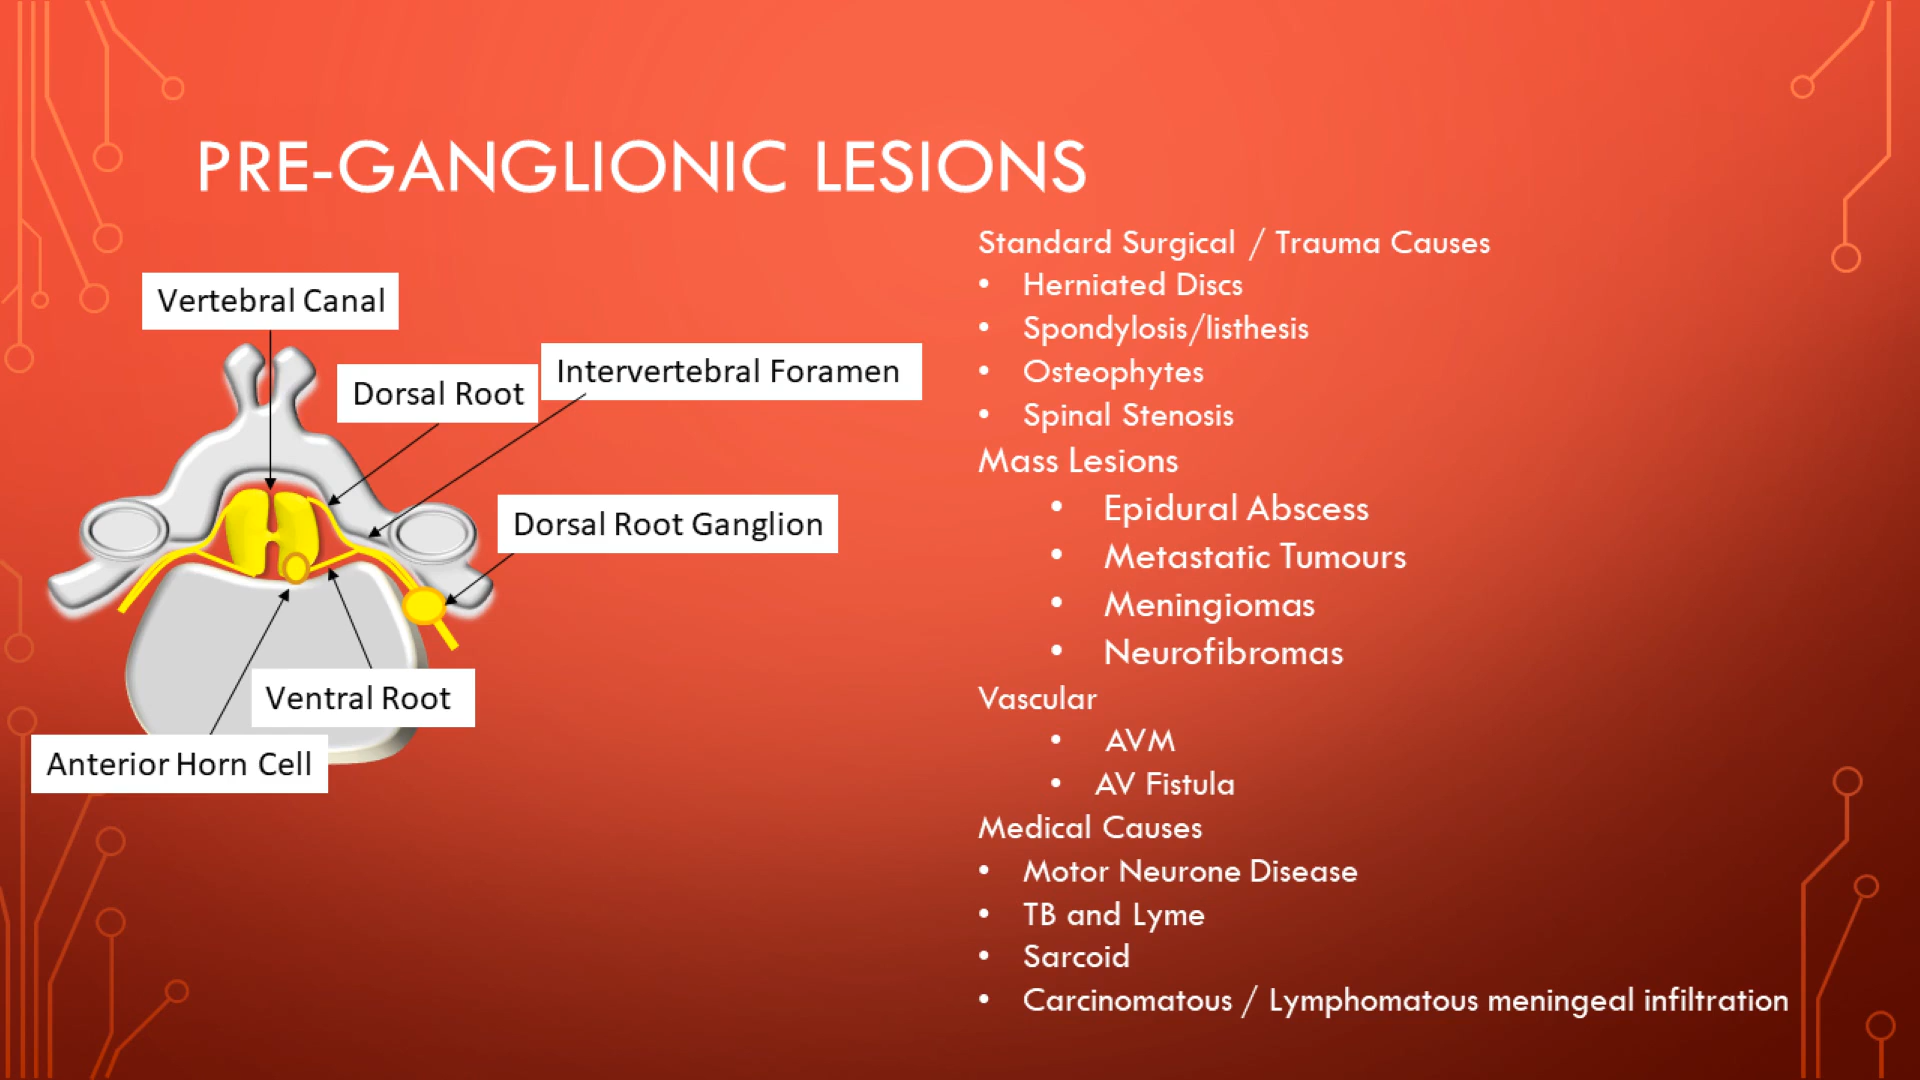 PRE-GANGLIONIC LESIONS
Vertebral Canal
Dorsal Root
Intervertebral Foramen
Dorsal Root Ganglion
Ventral Root
Anterior Horn Cell
Standard Surgical / Trauma Causes
• Herniated Discs
• Spondylosis/listhesis
• Osteophytes
• Spinal Stenosis
Mass Lesions
• Epidural Abscess
• Metastatic Tumours
• Meningiomas
• Neurofibromas
Vascular
• AVM
• AV Fistula
Medical Causes
• Motor Neurone Disease
• TB and Lyme
• Sarcoid
• Carcinomatous / Lymphomatous meningeal infiltration